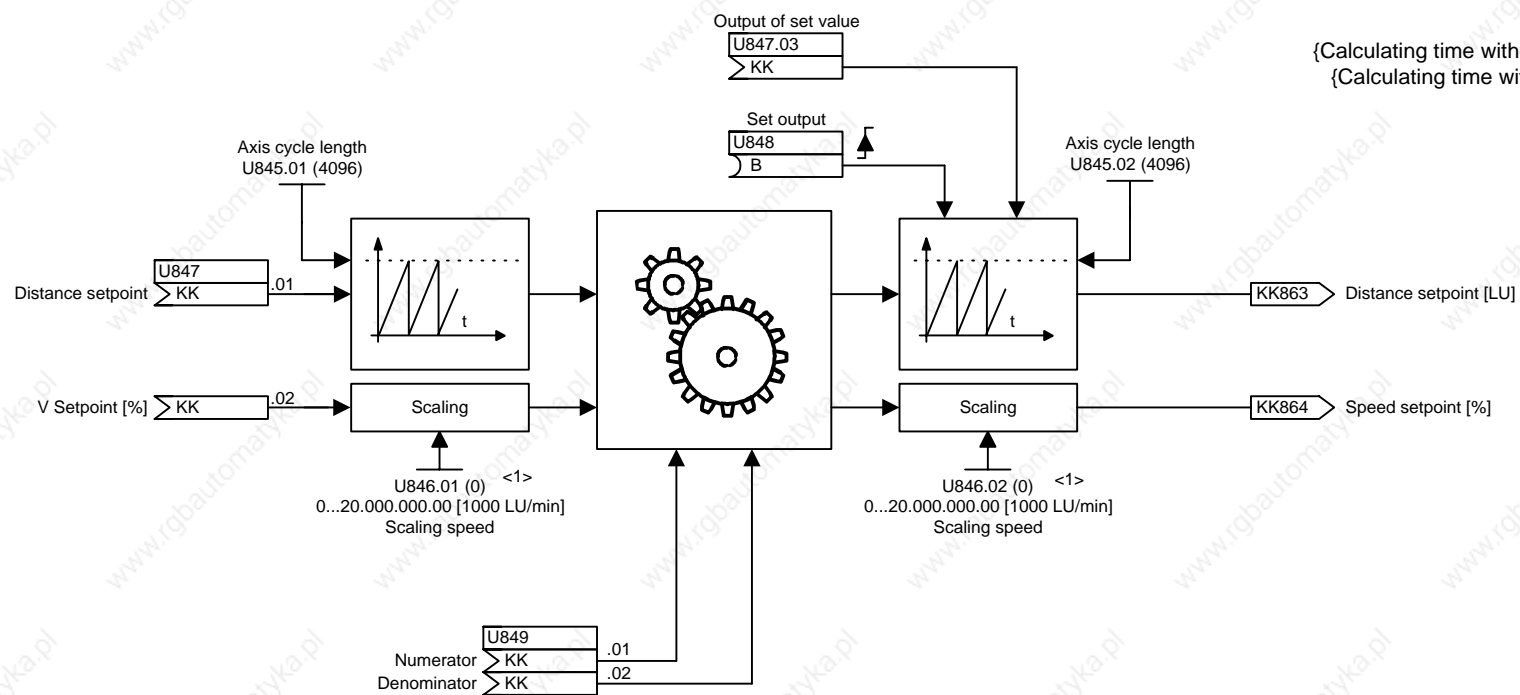 Output of set value
U847.03
KK
{Calculating time with
{Calculating time wi
Set output
U848
B
Axis cycle length
U845.01 (4096)
Axis cycle length
U845.02 (4096)
U847
Distance setpoint KK .01
t
t
KK863 Distance setpoint [LU]
V Setpoint [%] KK .02
Scaling
Scaling
KK864 Speed setpoint [%]
U846.01 (0) <1>
0...20.000.000.00 [1000 LU/min]
Scaling speed
U846.02 (0) <1>
0...20.000.000.00 [1000 LU/min]
Scaling speed
U849
Numerator KK .01
Denominator KK .02
www.rgbautomatyka.pl